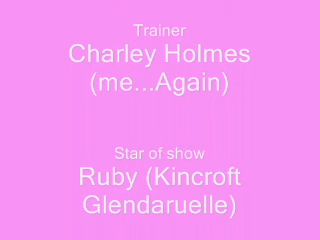 Trainer
Charley Holmes
(me...Again)
Star of show
Ruby (Kincroft
Glendaruelle)